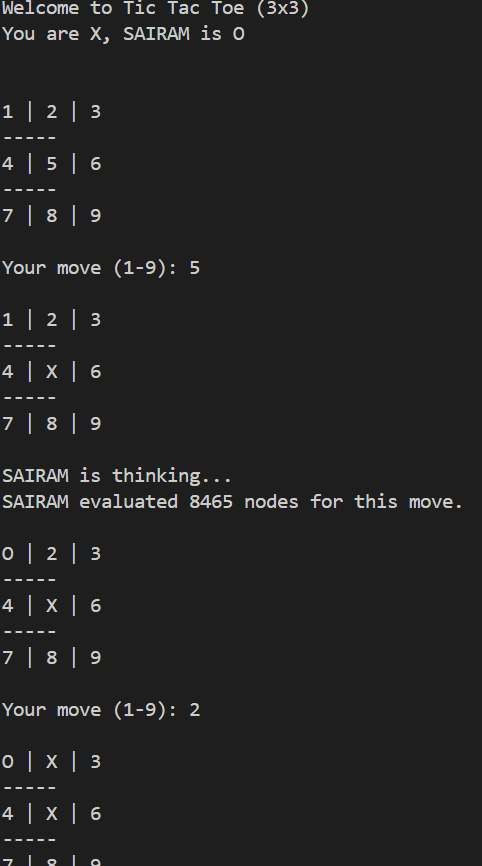 Welcome to Tic Tac Toe (3x3)
You are X, SAIRAM is O
1 | 2 | 3
-----
4 | 5 | 6
-----
7 | 8 | 9
Your move (1-9): 5
1 | 2 | 3
-----
4 | X | 6
-----
7 | 8 | 9
SAIRAM is thinking...
SAIRAM evaluated 8465 nodes for this move.
O | 2 | 3
-----
4 | X | 6
-----
7 | 8 | 9
Your move (1-9): 2
O | X | 3
-----
4 | X | 6
-----
7 | 8 | 9